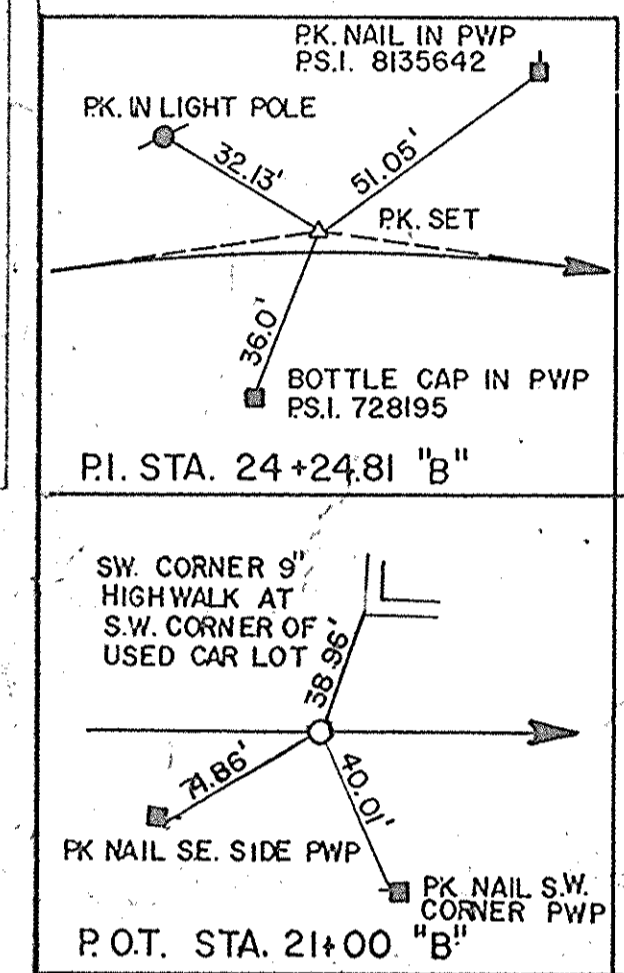 P.K. NAIL IN PWP
P.S.I. 8135642
P.K. IN LIGHT POLE
32.13'
51.05'
P.K. SET
36.0'
BOTTLE CAP IN PWP
P.S.I. 728195
P.I. STA. 24+24.81 "B"
SW. CORNER 9"
HIGH WALK AT
S.W. CORNER OF
USED CAR LOT
38.96'
40.01'
PK NAIL SE. SIDE PWP
PK NAIL S.W.
CORNER PWP
P.O.T. STA. 21+00 "B"